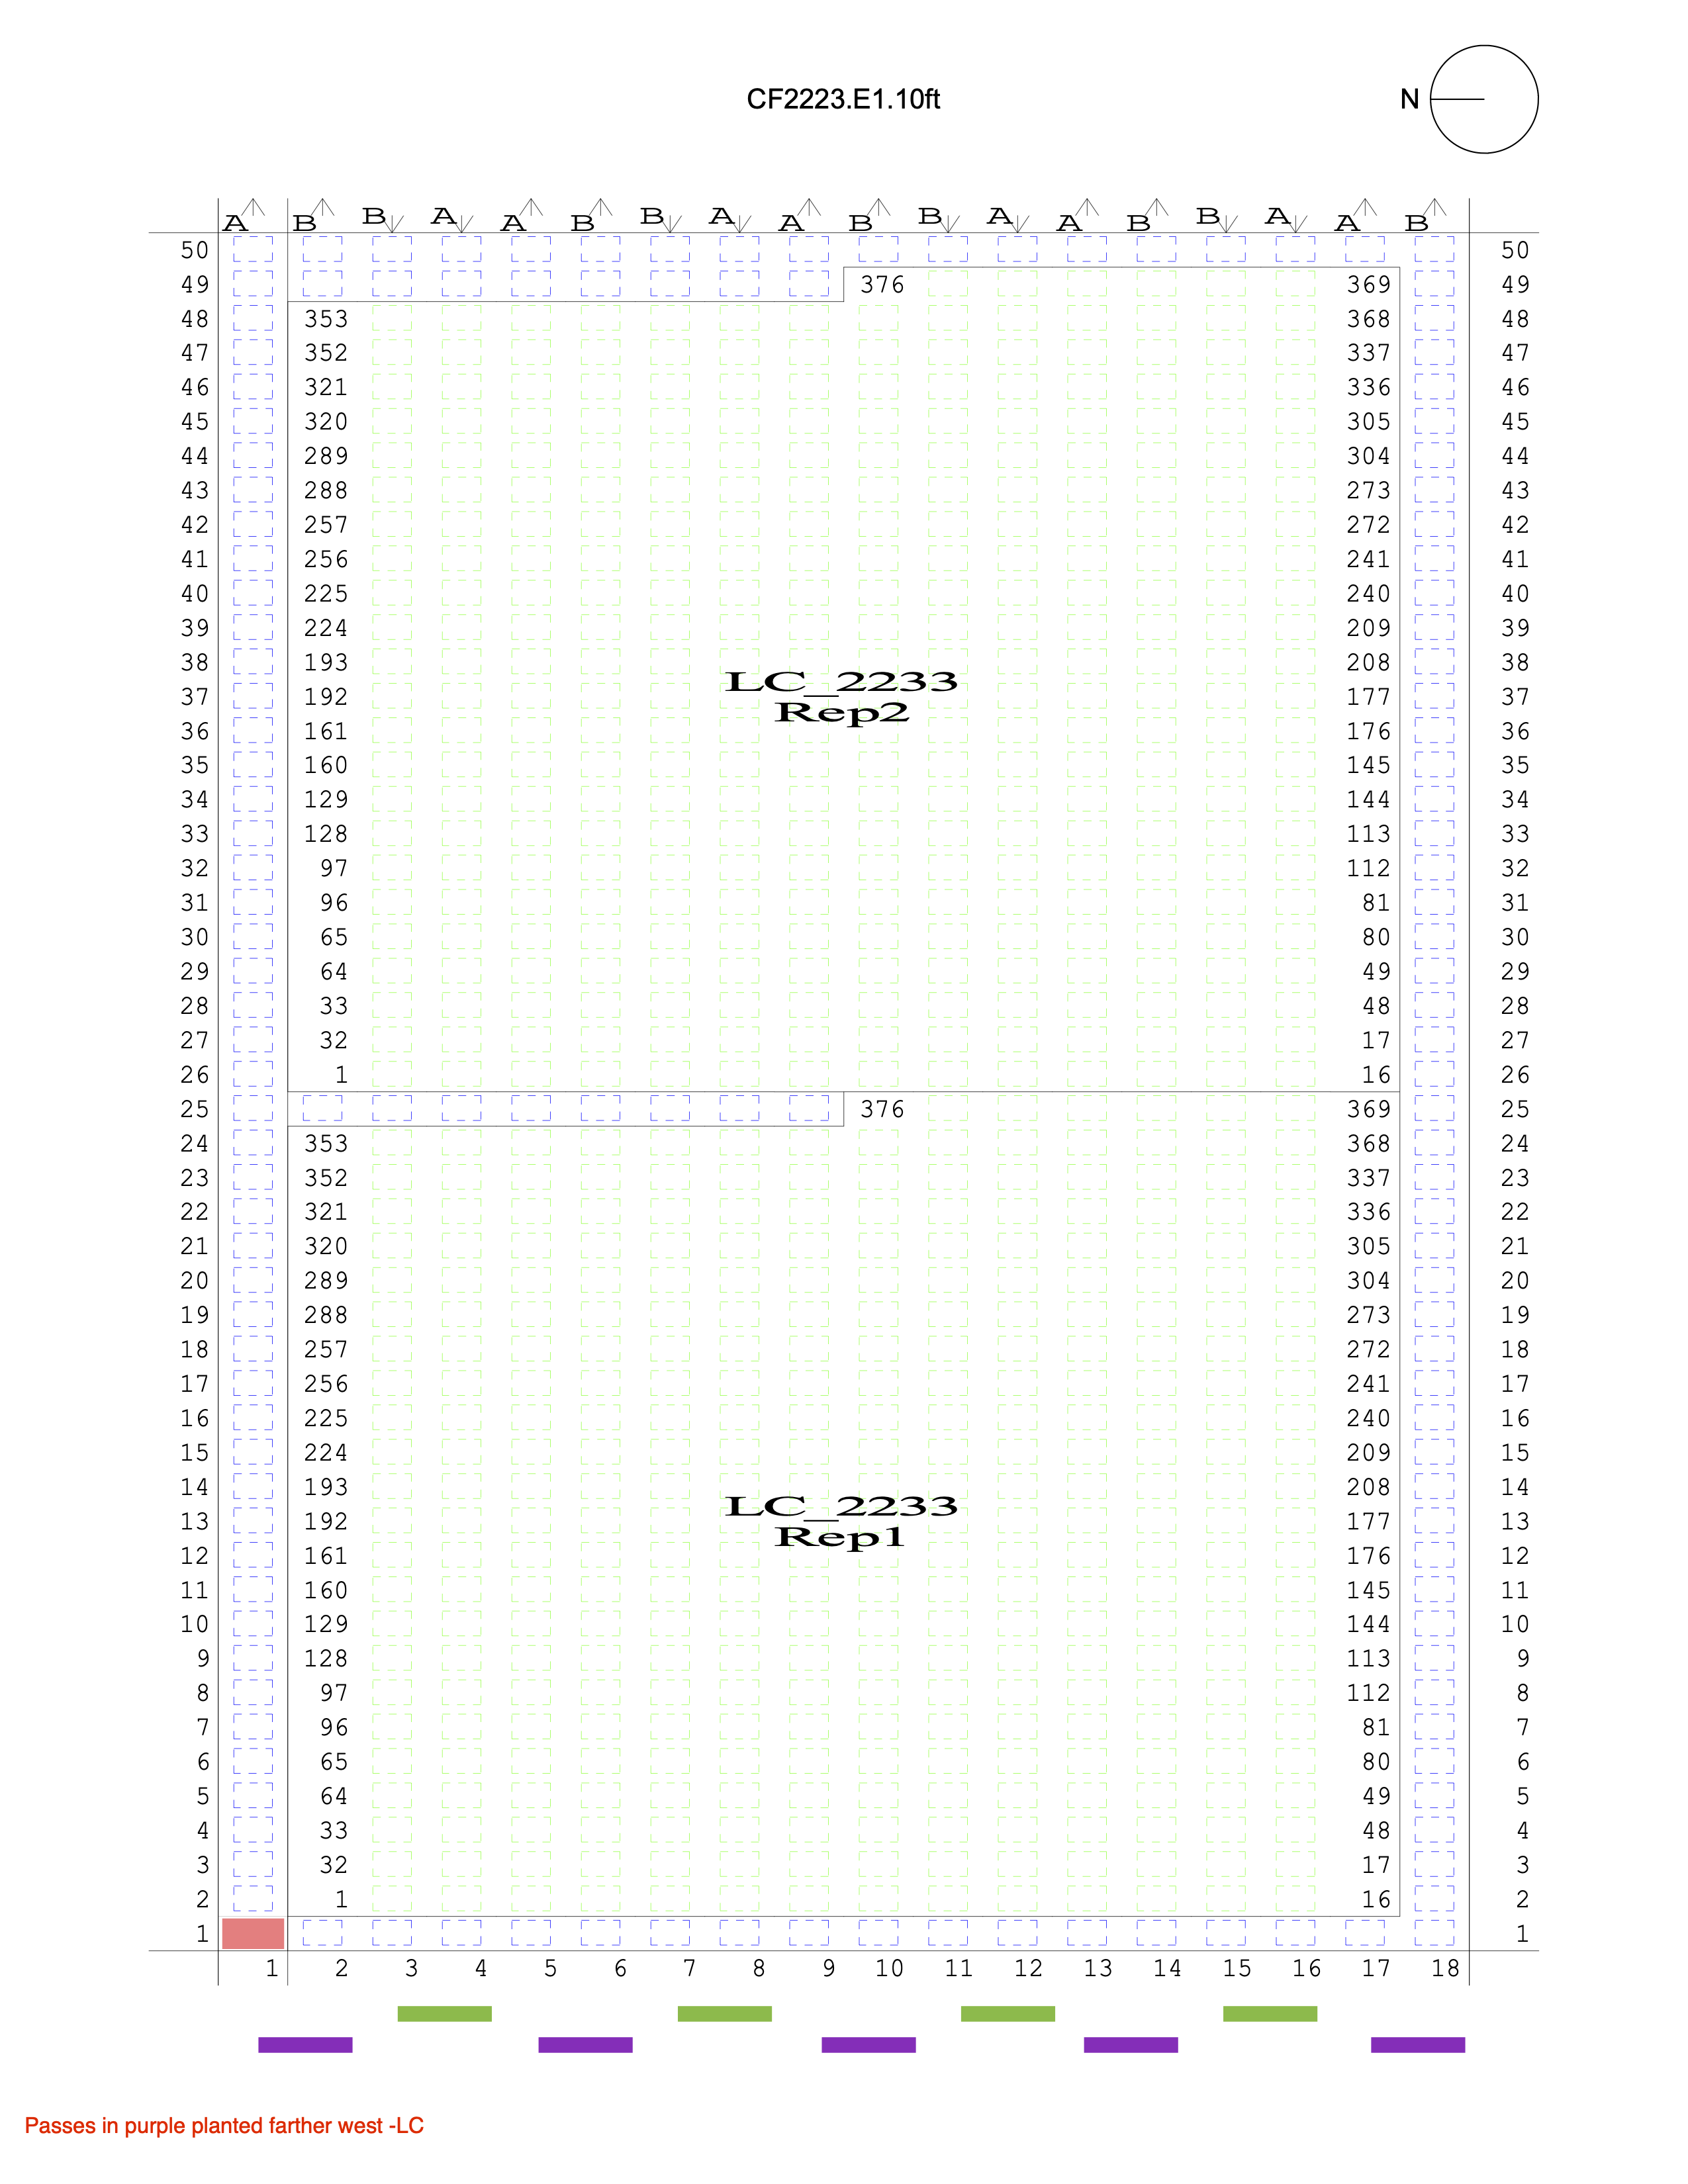 CF2223.E1.10ft
N
A B B A A B B A A B B A A B B A A B
50 50
49 376 369 49
48 353 368 48
47 352 337 47
46 321 336 46
45 320 305 45
44 289 304 44
43 288 273 43
42 257 272 42
41 256 241 41
40 225 240 40
39 224 209 39
38 193 208 38
LC_2233
37 192 177 37
Rep2
36 161 176 36
35 160 145 35
34 129 144 34
33 128 113 33
32 97 112 32
31 96 81 31
30 65 80 30
29 64 49 29
28 33 48 28
27 32 17 27
26 1 16 26
25 376 369 25
24 353 368 24
23 352 337 23
22 321 336 22
21 320 305 21
20 289 304 20
19 288 273 19
18 257 272 18
17 256 241 17
16 225 240 16
15 224 209 15
14 193 208 14
LC_2233
13 192 177 13
Rep1
12 161 176 12
11 160 145 11
10 129 144 10
9 128 113 9
8 97 112 8
7 96 81 7
6 65 80 6
5 64 49 5
4 33 48 4
3 32 17 3
2 1 16 2
1 1
1 2 3 4 5 6 7 8 9 10 11 12 13 14 15 16 17 18
Passes in purple planted farther west -LC